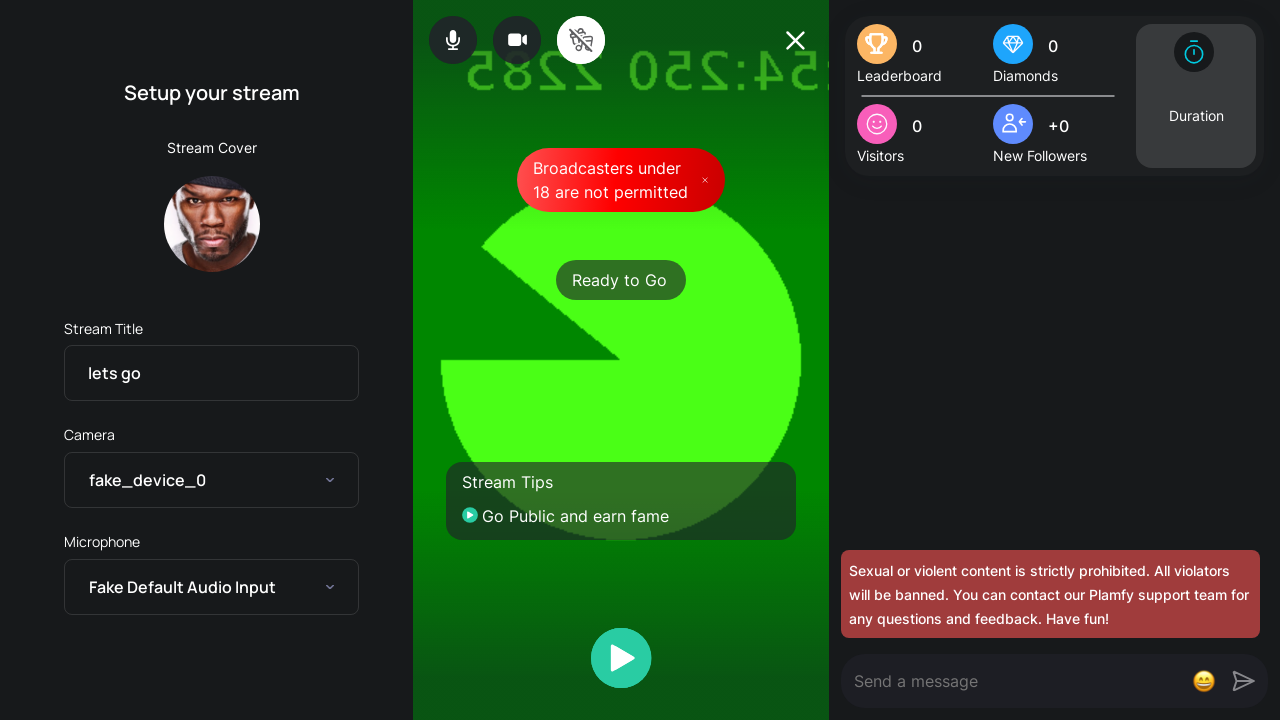 Setup your stream
Stream Cover
Stream Title
lets go
Camera
fake_device_0
Microphone
Fake Default Audio Input
Broadcasters under
18 are not permitted
Ready to Go
Stream Tips
Go Public and earn fame
0
Leaderboard
0
Diamonds
0
Visitors
+0
New Followers
Duration
Sexual or violent content is strictly prohibited. All violators
will be banned. You can contact our Plamfy support team for
any questions and feedback. Have fun!
Send a message